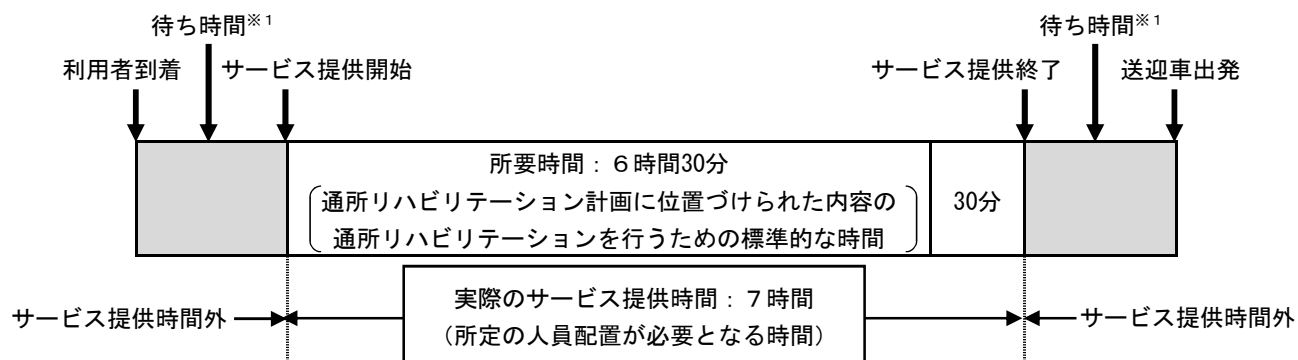 待ち時間※1
待ち時間※1
利用者到着
サービス提供開始
サービス提供終了
送迎車出発
所要時間：６時間30分
通所リハビリテーション計画に位置づけられた内容の
通所リハビリテーションを行うための標準的な時間
30分
サービス提供時間外
実際のサービス提供時間：７時間
（所定の人員配置が必要となる時間）
サービス提供時間外